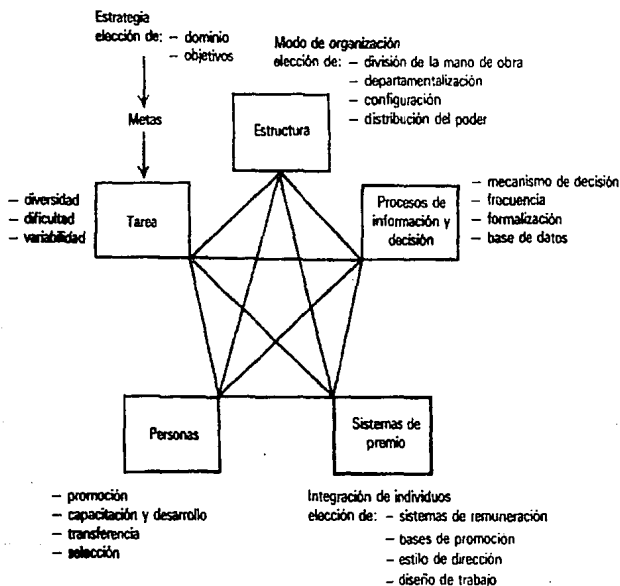 Estrategia
elección de: – dominio
– objetivos
Metas
Modo de organización
elección de: – división de la mano de obra
– departamentalización
– configuración
– distribución del poder
Estructura
– diversidad
– dificultad
– variabilidad
Tarea
Procesos de
información y
decisión
– mecanismo de decisión
– frecuencia
– formalización
– base de datos
Personas
Sistemas de
premio
– promoción
– capacitación y desarrollo
– transferencia
– selección
Integración de individuos
elección de: – sistemas de remuneración
– bases de promoción
– estilo de dirección
– diseño de trabajo